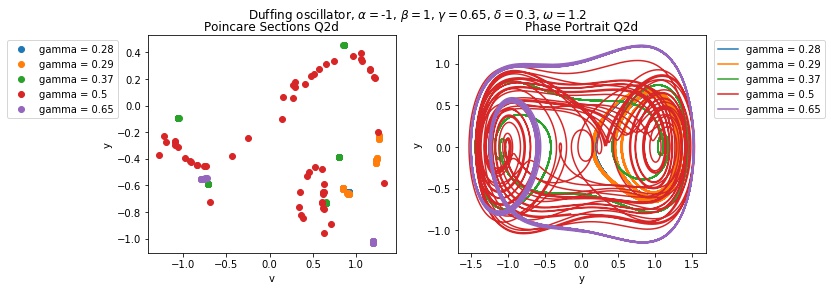 Duffing oscillator, α = -1, β = 1, γ = 0.65, δ = 0.3, ω = 1.2
Poincare Sections Q2d
Phase Portrait Q2d
gamma = 0.28
gamma = 0.29
gamma = 0.37
gamma = 0.5
gamma = 0.65
0.4
0.2
0.0
−0.2
−0.4
−0.6
−0.8
−1.0
y
−1.0
−0.5
0.0
0.5
1.0
v
1.0
0.5
0.0
−0.5
−1.0
y
−1.5
−1.0
−0.5
0.0
0.5
1.0
1.5
y
gamma = 0.28
gamma = 0.29
gamma = 0.37
gamma = 0.5
gamma = 0.65